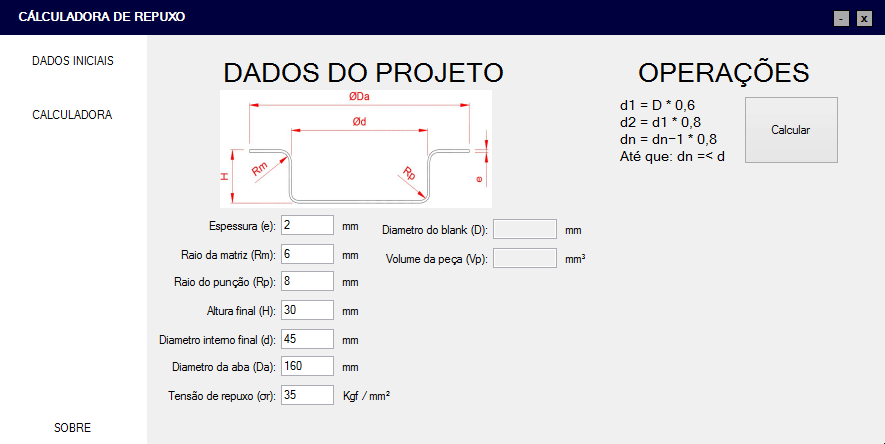 CÁLCULADORA DE REPUXO
- x
DADOS INICIAIS
CALCULADORA
SOBRE
DADOS DO PROJETO
ØDa
Ød
H
Rm
Rp
e
Espessura (e): 2 mm
Raio da matriz (Rm): 6 mm
Raio do punção (Rp): 8 mm
Altura final (H): 30 mm
Diametro interno final (d): 45 mm
Diametro da aba (Da): 160 mm
Tensão de repuxo (σr): 35 Kgf / mm²
Diametro do blank (D): mm
Volume da peça (Vp): mm³
OPERAÇÕES
d1 = D * 0,6
d2 = d1 * 0,8
dn = dn-1 * 0,8
Até que: dn =< d
Calcular